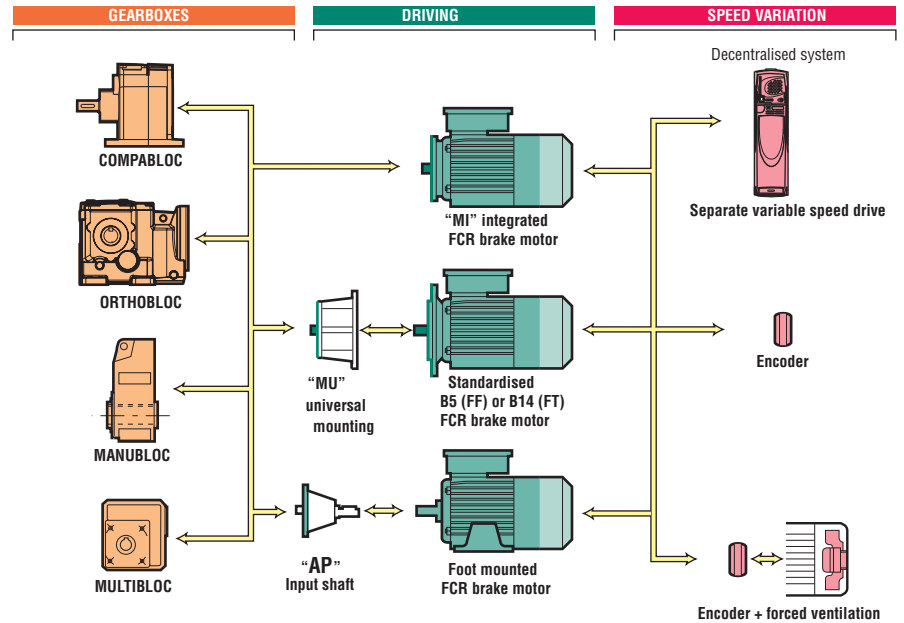 GEARBOXES
DRIVING
SPEED VARIATION
Decentralised system
COMPABLOC
"MI" integrated
FCR brake motor
Separate variable speed drive
ORTHOBLOC
"MU"
universal
mounting
Standardised
B5 (FF) or B14 (FT)
FCR brake motor
Encoder
MANUBLOC
MULTIBLOC
"AP"
Input shaft
Foot mounted
FCR brake motor
Encoder + forced ventilation